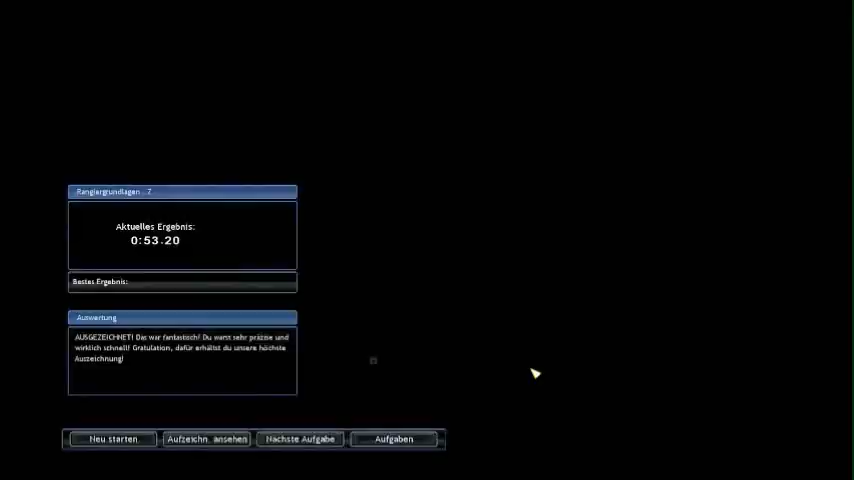 Rangiergrundlagen - 7
Aktuelles Ergebnis:
0:53.20
Bestes Ergebnis:
Auswertung
AUSGEZEICHNET! Das war fantastisch! Du warst sehr präzise und
wirklich schnell! Gratulation, dafür erhältst du unsere höchste
Auszeichnung!
Neu starten
Aufzeichn. ansehen
Nächste Aufgabe
Aufgaben